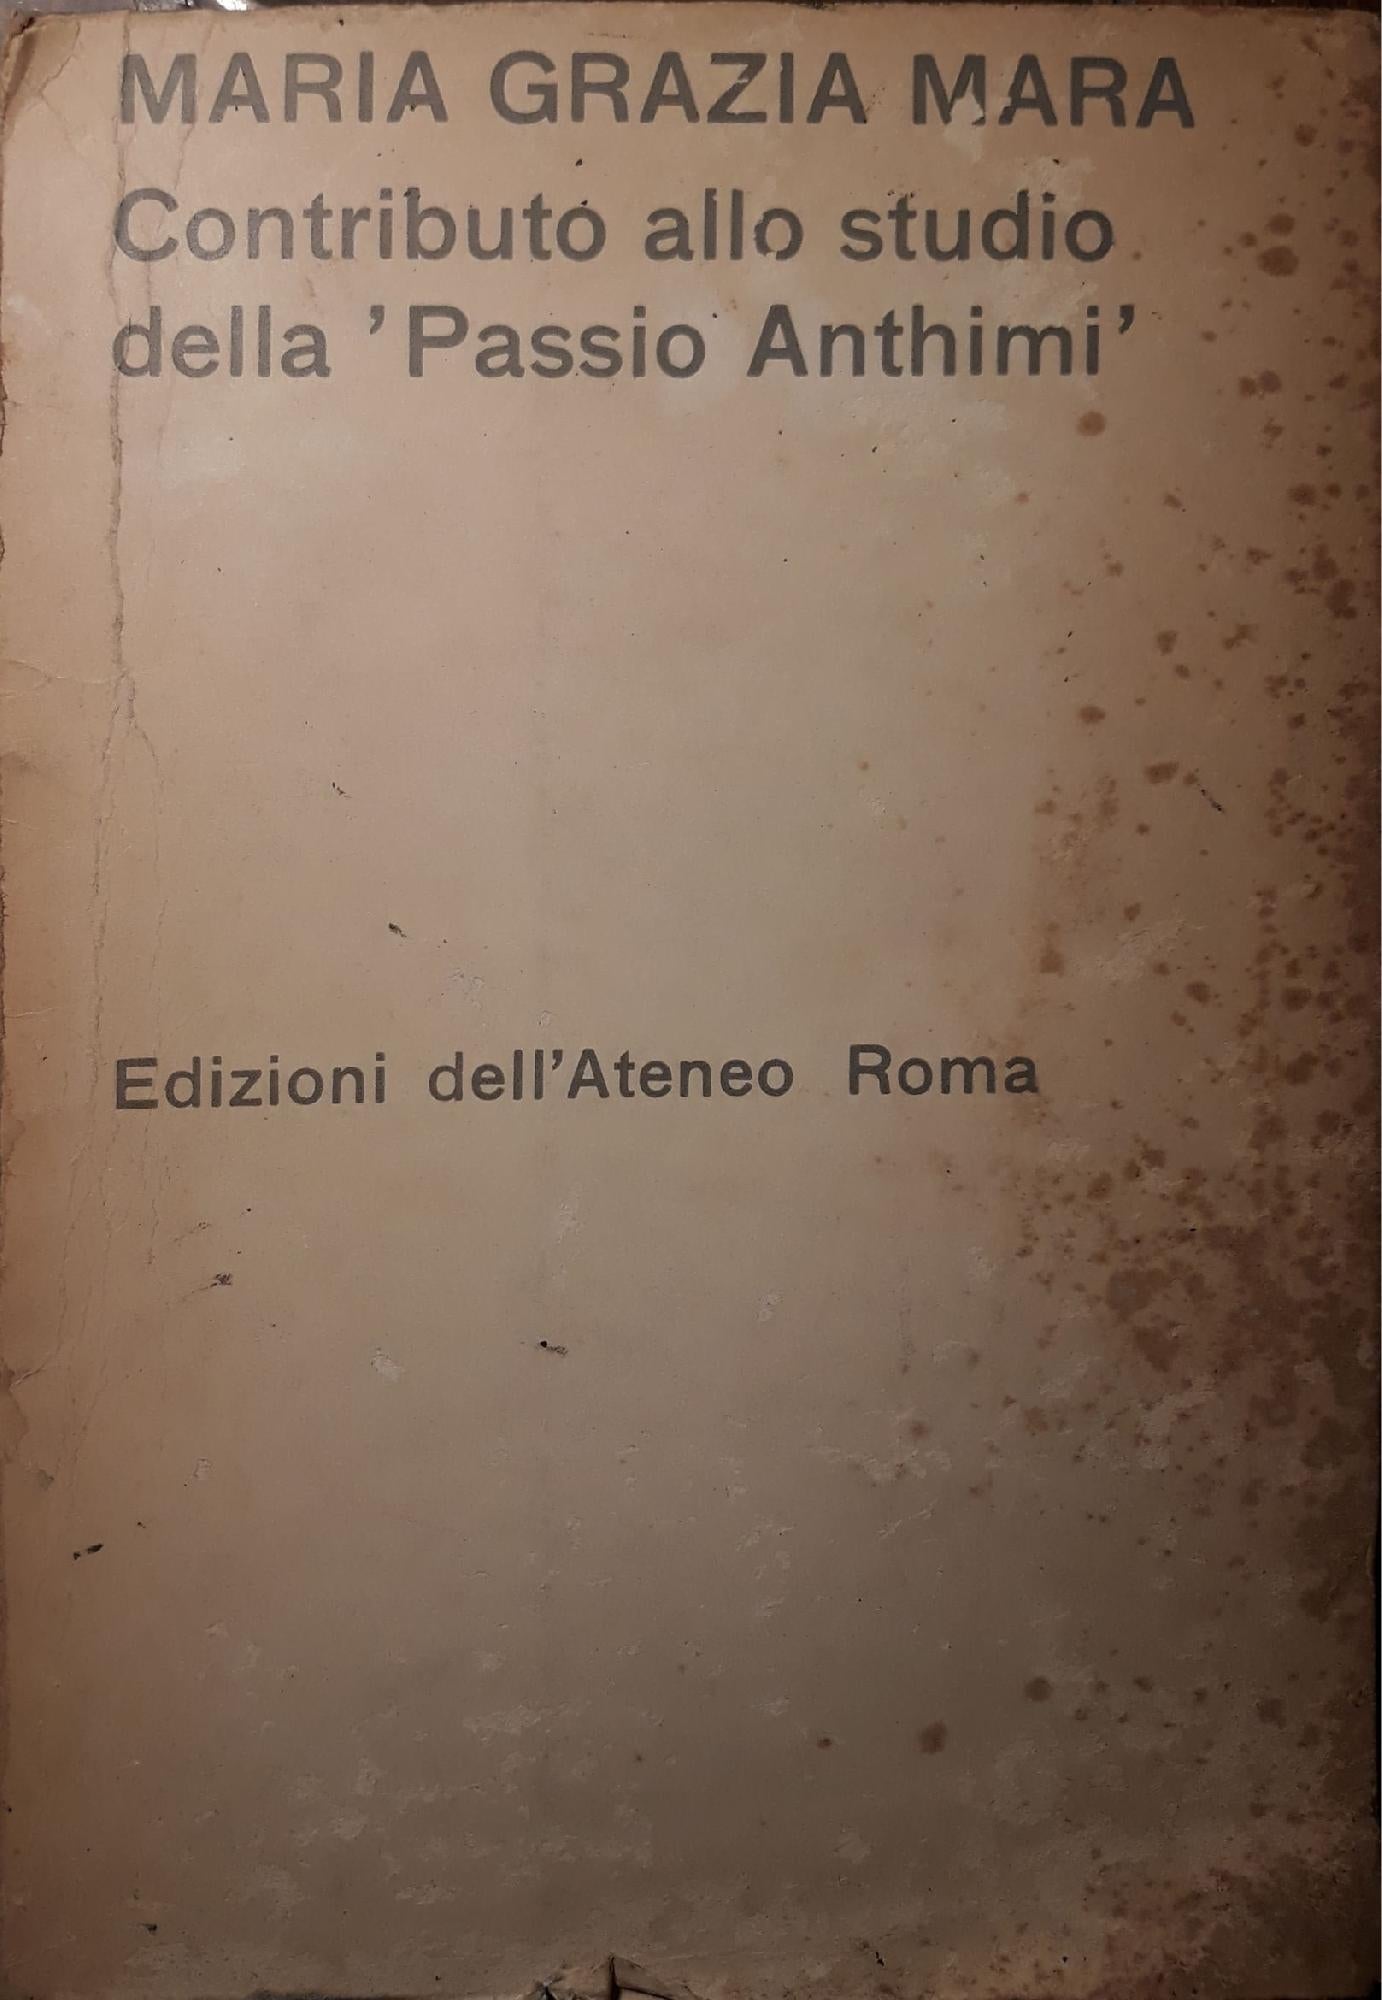 MARIA GRAZIA MARA
Contributo allo studio
della ’Passio Anthimi’
Edizioni dell’Ateneo Roma